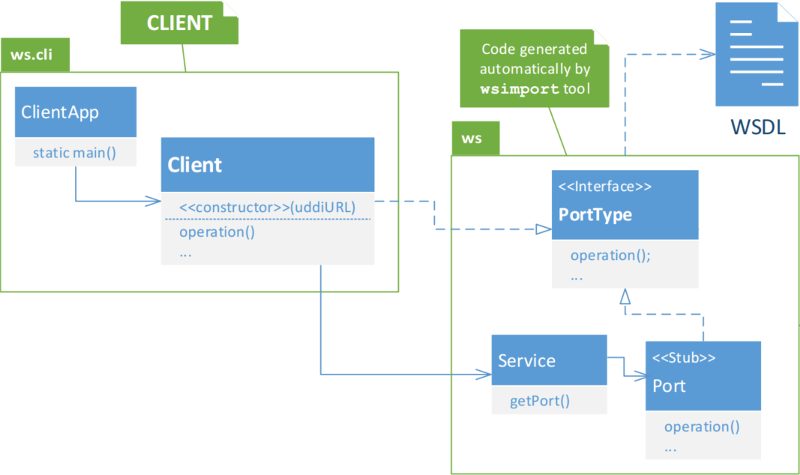 CLIENT
ws.cli
ClientApp
static main()
Client
<<constructor>>(uddiURL)
operation()
...
Code generated
automatically by
wsimport tool
WSDL
ws
<<Interface>>
PortType
operation();
...
Service
getPort()
<<Stub>>
Port
operation()
...